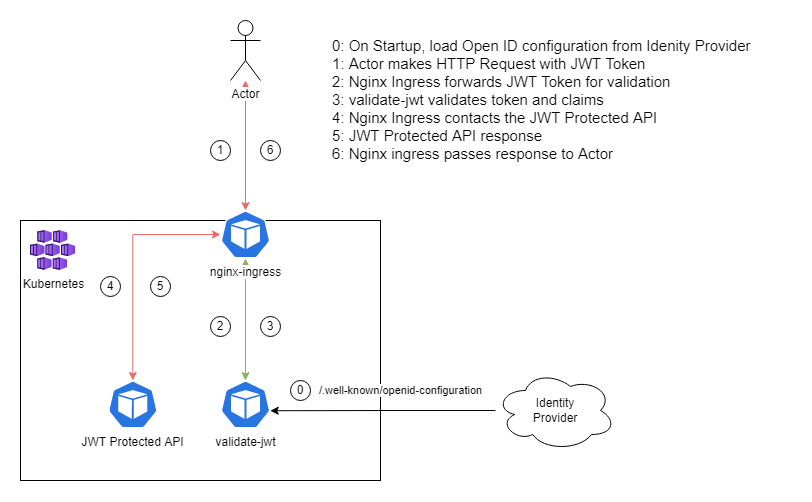 0: On Startup, load Open ID configuration from Idenity Provider
1: Actor makes HTTP Request with JWT Token
2: Nginx Ingress forwards JWT Token for validation
3: validate-jwt validates token and claims
4: Nginx Ingress contacts the JWT Protected API
5: JWT Protected API response
6: Nginx ingress passes response to Actor
Actor
1
6
nginx-ingress
Kubernetes
4
5
2
3
0
/.well-known/openid-configuration
Identity
Provider
JWT Protected API
validate-jwt